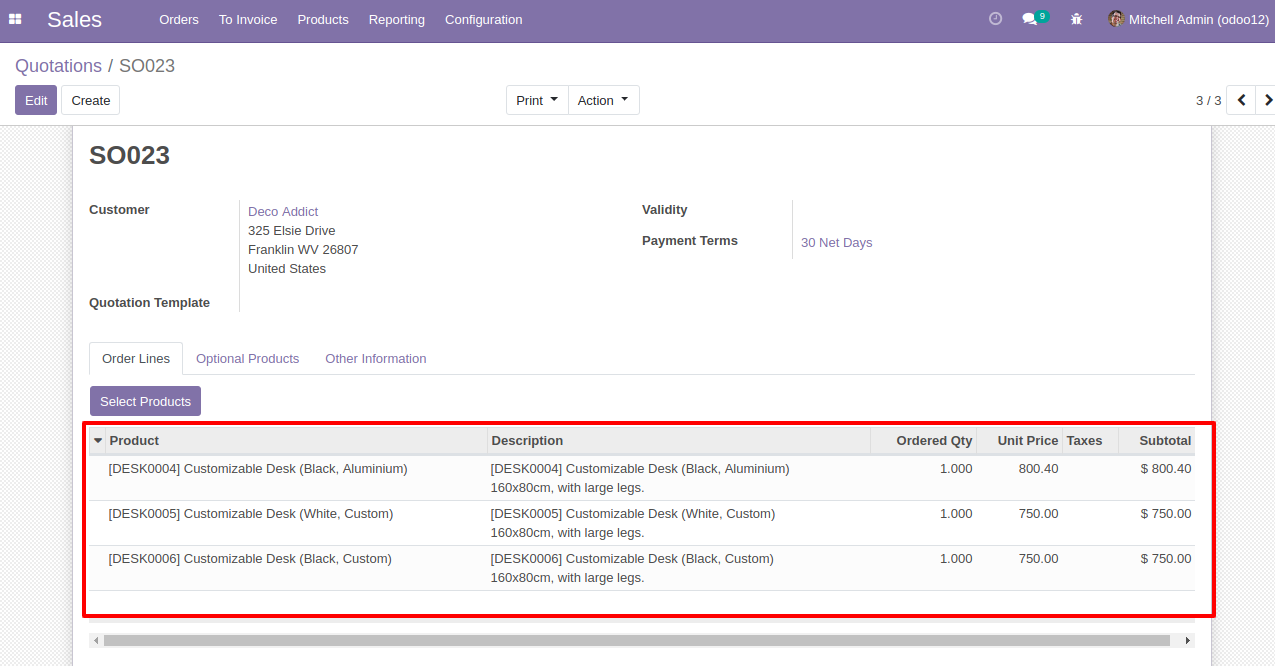 Sales Orders To Invoice Products Reporting Configuration 9 Mitchell Admin (odoo12)
Quotations / SO023
Edit Create Print Action 3 / 3
SO023
Customer Deco Addict Validity
325 Elsie Drive
Franklin WV 26807 Payment Terms 30 Net Days
United States
Quotation Template
Order Lines Optional Products Other Information
Select Products
Product Description Ordered Qty Unit Price Taxes Subtotal
[DESK0004] Customizable Desk (Black, Aluminium) [DESK0004] Customizable Desk (Black, Aluminium) 1.000 800.40 $ 800.40
160x80cm, with large legs.
[DESK0005] Customizable Desk (White, Custom) [DESK0005] Customizable Desk (White, Custom) 1.000 750.00 $ 750.00
160x80cm, with large legs.
[DESK0006] Customizable Desk (Black, Custom) [DESK0006] Customizable Desk (Black, Custom) 1.000 750.00 $ 750.00
160x80cm, with large legs.